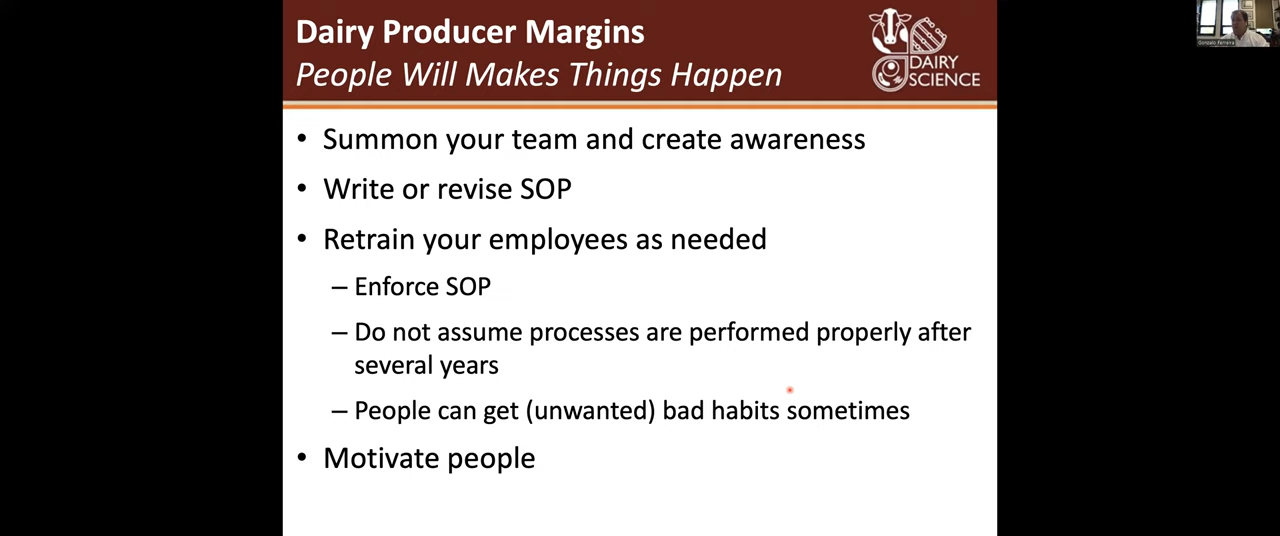 Dairy Producer Margins
People Will Makes Things Happen
DAIRY
SCIENCE
Gonzalo Ferreira
• Summon your team and create awareness
• Write or revise SOP
• Retrain your employees as needed
– Enforce SOP
– Do not assume processes are performed properly after
several years
– People can get (unwanted) bad habits sometimes
• Motivate people